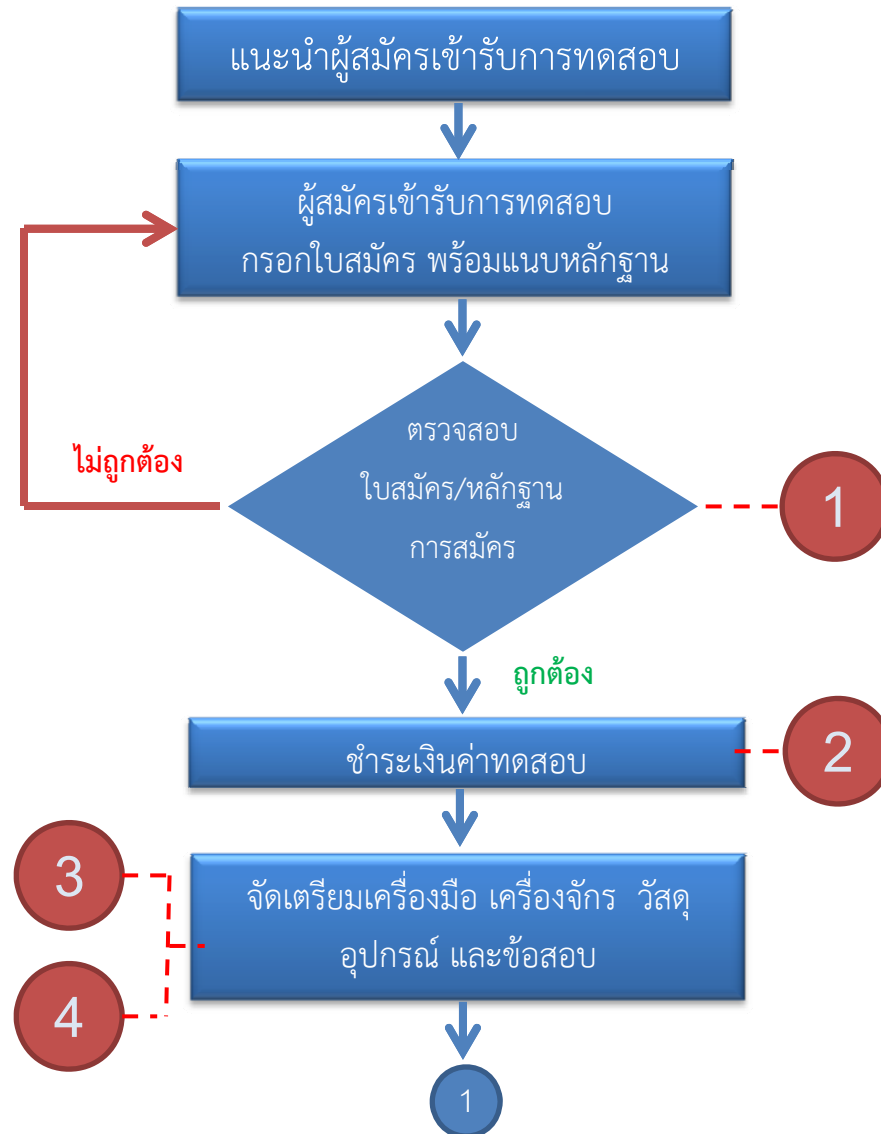 แนะนำผู้สมัครเข้ารับการทดสอบ
ผู้สมัครเข้ารับการทดสอบ
กรอกใบสมัคร พร้อมแนบหลักฐาน
ตรวจสอบ
ไม่ถูกต้อง
ใบสมัคร/หลักฐาน
1
การสมัคร
ถูกต้อง
ชำระเงินค่าทดสอบ
2
3
จัดเตรียมเครื่องมือ เครื่องจักร วัสดุ
อุปกรณ์ และข้อสอบ
4
1